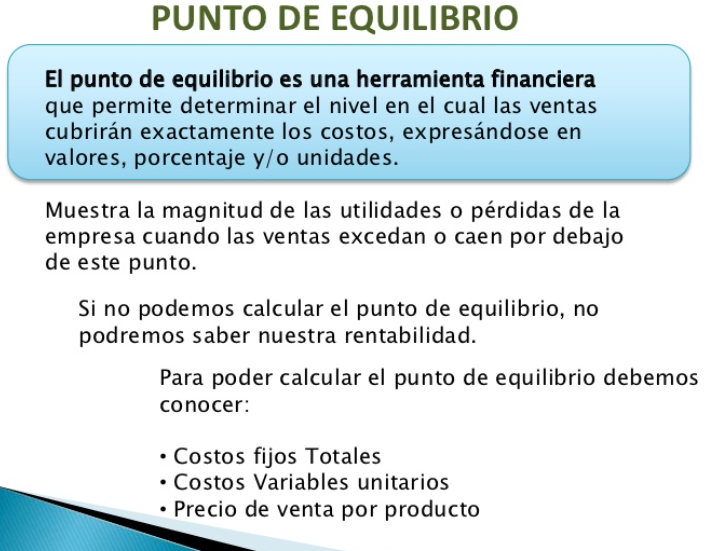 PUNTO DE EQUILIBRIO
El punto de equilibrio es una herramienta financiera
que permite determinar el nivel en el cual las ventas
cubrirán exactamente los costos, expresándose en
valores, porcentaje y/o unidades.
Muestra la magnitud de las utilidades o pérdidas de la
empresa cuando las ventas excedan o caen por debajo
de este punto.
Si no podemos calcular el punto de equilibrio, no
podremos saber nuestra rentabilidad.
Para poder calcular el punto de equilibrio debemos
conocer:
• Costos fijos Totales
• Costos Variables unitarios
• Precio de venta por producto